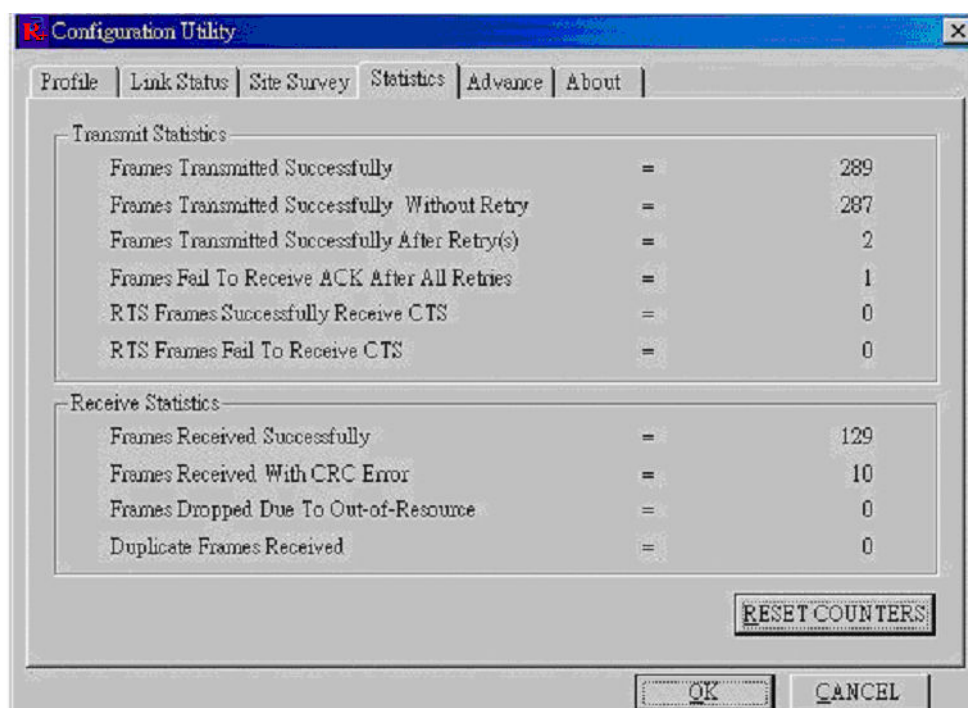 R Configuration Utility
Profile Link Status Site Survey Statistics Advance About
Transmit Statistics
Frames Transmitted Successfully = 289
Frames Transmitted Successfully Without Retry = 287
Frames Transmitted Successfully After Retry(s) = 2
Frames Fail To Receive ACK After All Retries = 1
RTS Frames Successfully Receive CTS = 0
RTS Frames Fail To Receive CTS = 0
Receive Statistics
Frames Received Successfully = 129
Frames Received With CRC Error = 10
Frames Dropped Due To Out-of-Resource = 0
Duplicate Frames Received = 0
RESET COUNTERS
OK CANCEL